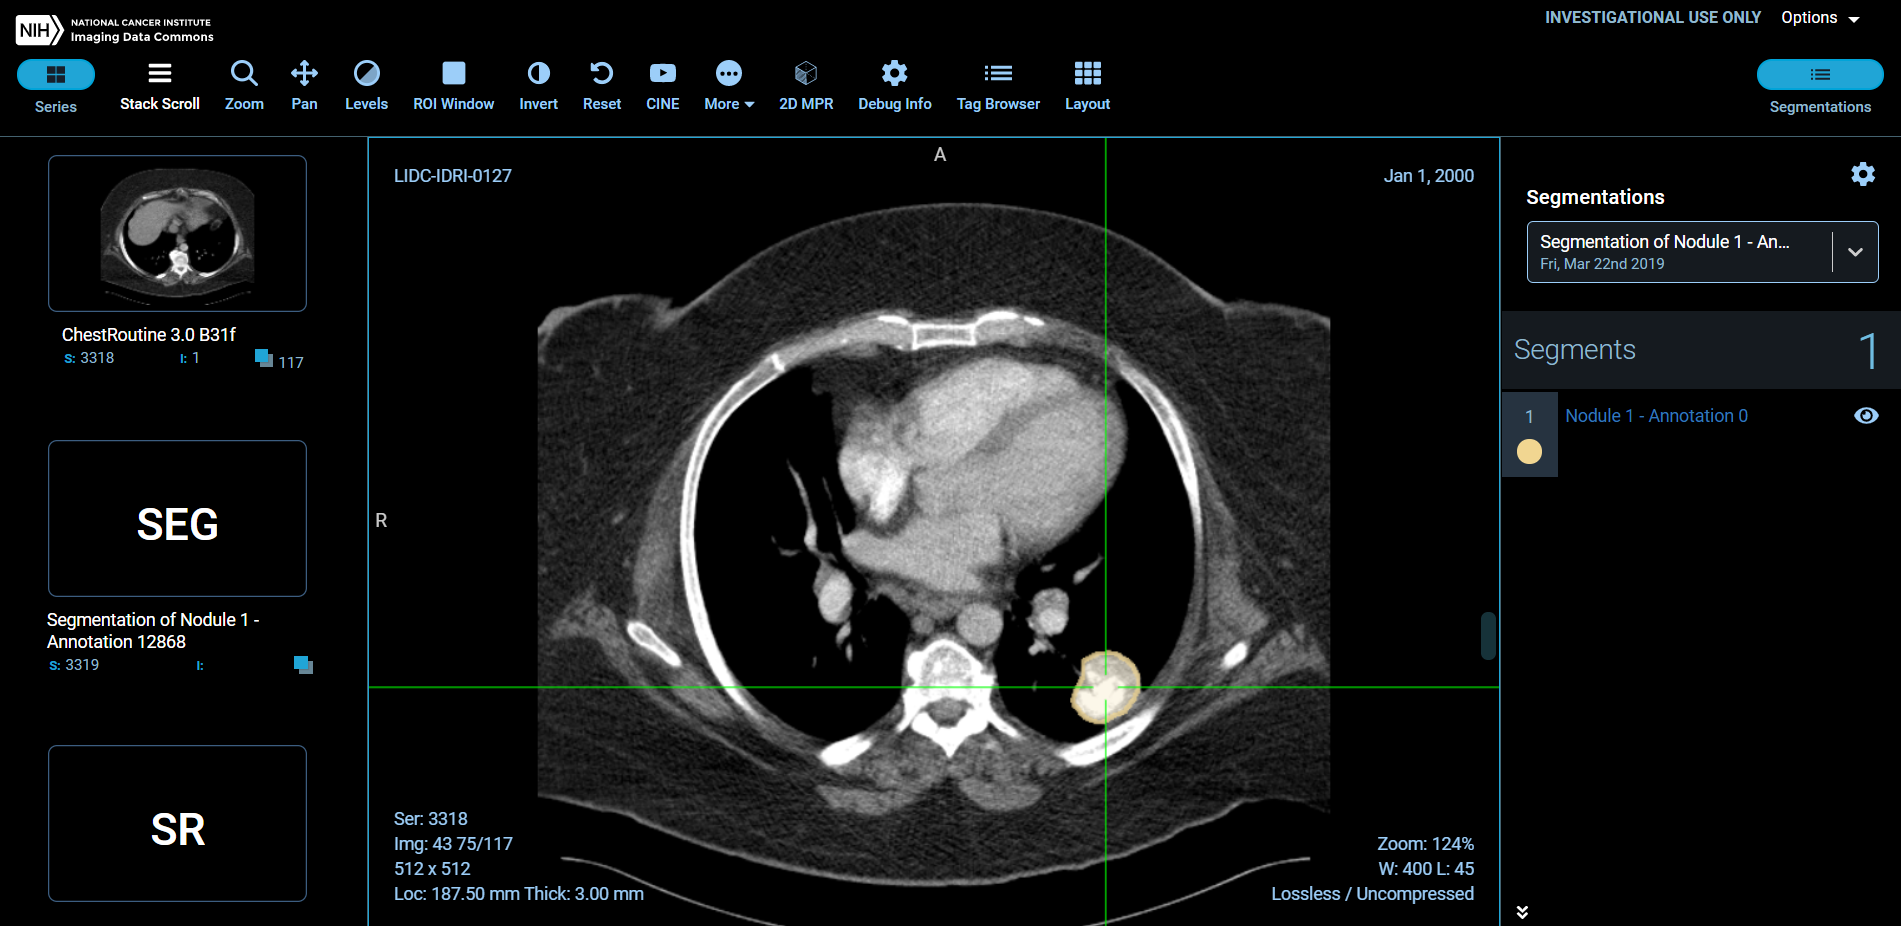 NIH
NATIONAL CANCER INSTITUTE
Imaging Data Commons
INVESTIGATIONAL USE ONLY
Options
Series
Stack Scroll
Zoom
Pan
Levels
ROI Window
Invert
Reset
CINE
More
2D MPR
Debug Info
Tag Browser
Layout
Segmentations
ChestRoutine 3.0 B31f
S: 3318 I: 1 117
SEG
Segmentation of Nodule 1 -
Annotation 12868
S: 3319 I:
SR
A
LIDC-IDRI-0127
Jan 1, 2000
R
Ser: 3318
Img: 43 75/117
512 x 512
Loc: 187.50 mm Thick: 3.00 mm
Zoom: 124%
W: 400 L: 45
Lossless / Uncompressed
Segmentations
Segmentation of Nodule 1 - An...
Fri, Mar 22nd 2019
Segments 1
1 Nodule 1 - Annotation 0